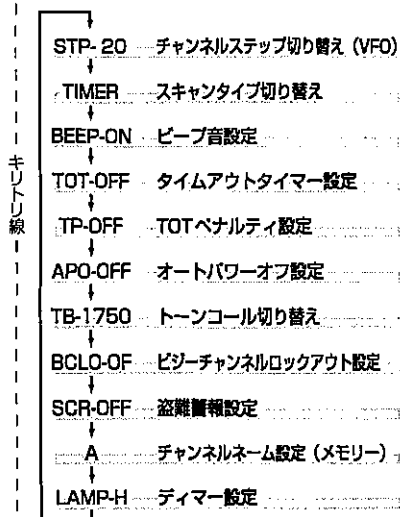 STP-20 チャンネルステップ切り替え (VFO)
TIMER スキャンタイプ切り替え
BEEP-ON ビープ音設定
TOT-OFF タイムアウトタイマー設定
TP-OFF TOTペナルティ設定
APO-OFF オートパワーオフ設定
TB-1750 トーンコール切り替え
BCLO-OF ビジーチャンネルロックアウト設定
SCR-OFF 盗難警報設定
A チャンネルネーム設定 (メモリー)
LAMP-H ディマー設定
キリトリ線